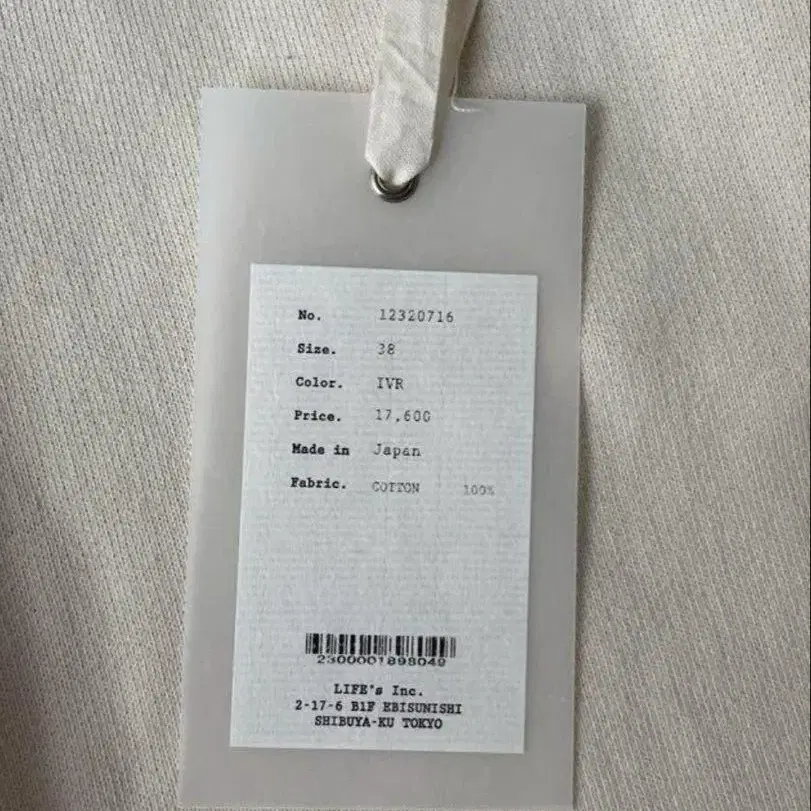 No. 12320716
Size. 38
Color. IVR
Price. 17,600
Made in Japan
Fabric. COTTON 100%
2300001898049
LIFE's Inc.
2-17-6 B1F EBISUNISHI
SHIBUYA-KU TOKYO